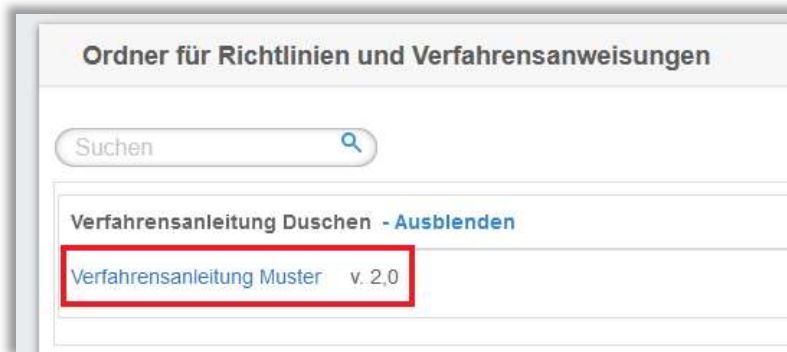 Ordner für Richtlinien und Verfahrensanweisungen
Suchen
Verfahrensanleitung Duschen - Ausblenden
Verfahrensanleitung Muster v. 2,0